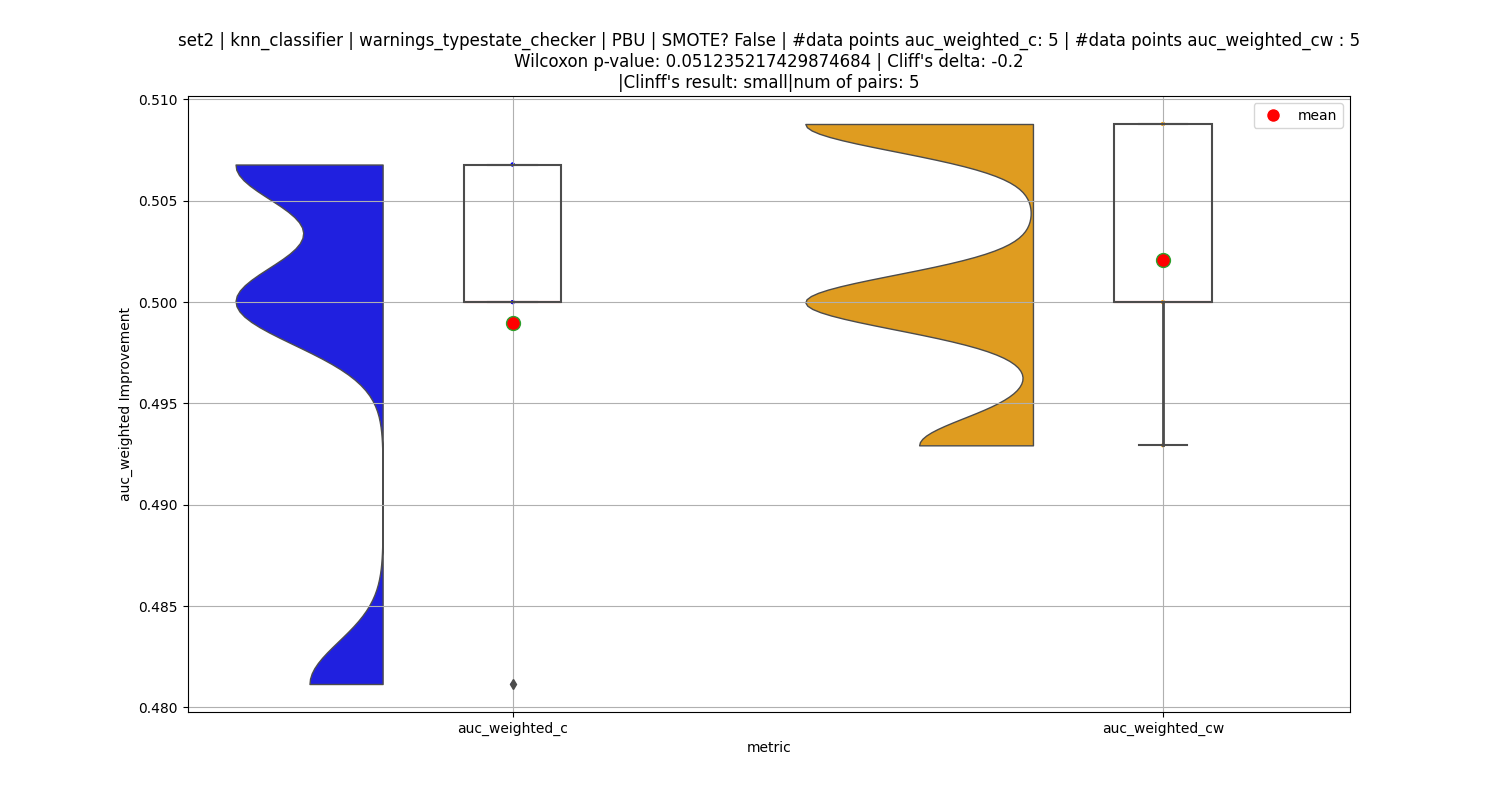 set2 | knn_classifier | warnings_typestate_checker | PBU | SMOTE? False | #data points auc_weighted_c: 5 | #data points auc_weighted_cw : 5
Wilcoxon p-value: 0.051235217429874684 | Cliff's delta: -0.2
|Clinff's result: small|num of pairs: 5
mean
0.510
0.505
0.500
0.495
0.490
0.485
0.480
auc_weighted Improvement
auc_weighted_c
auc_weighted_cw
metric